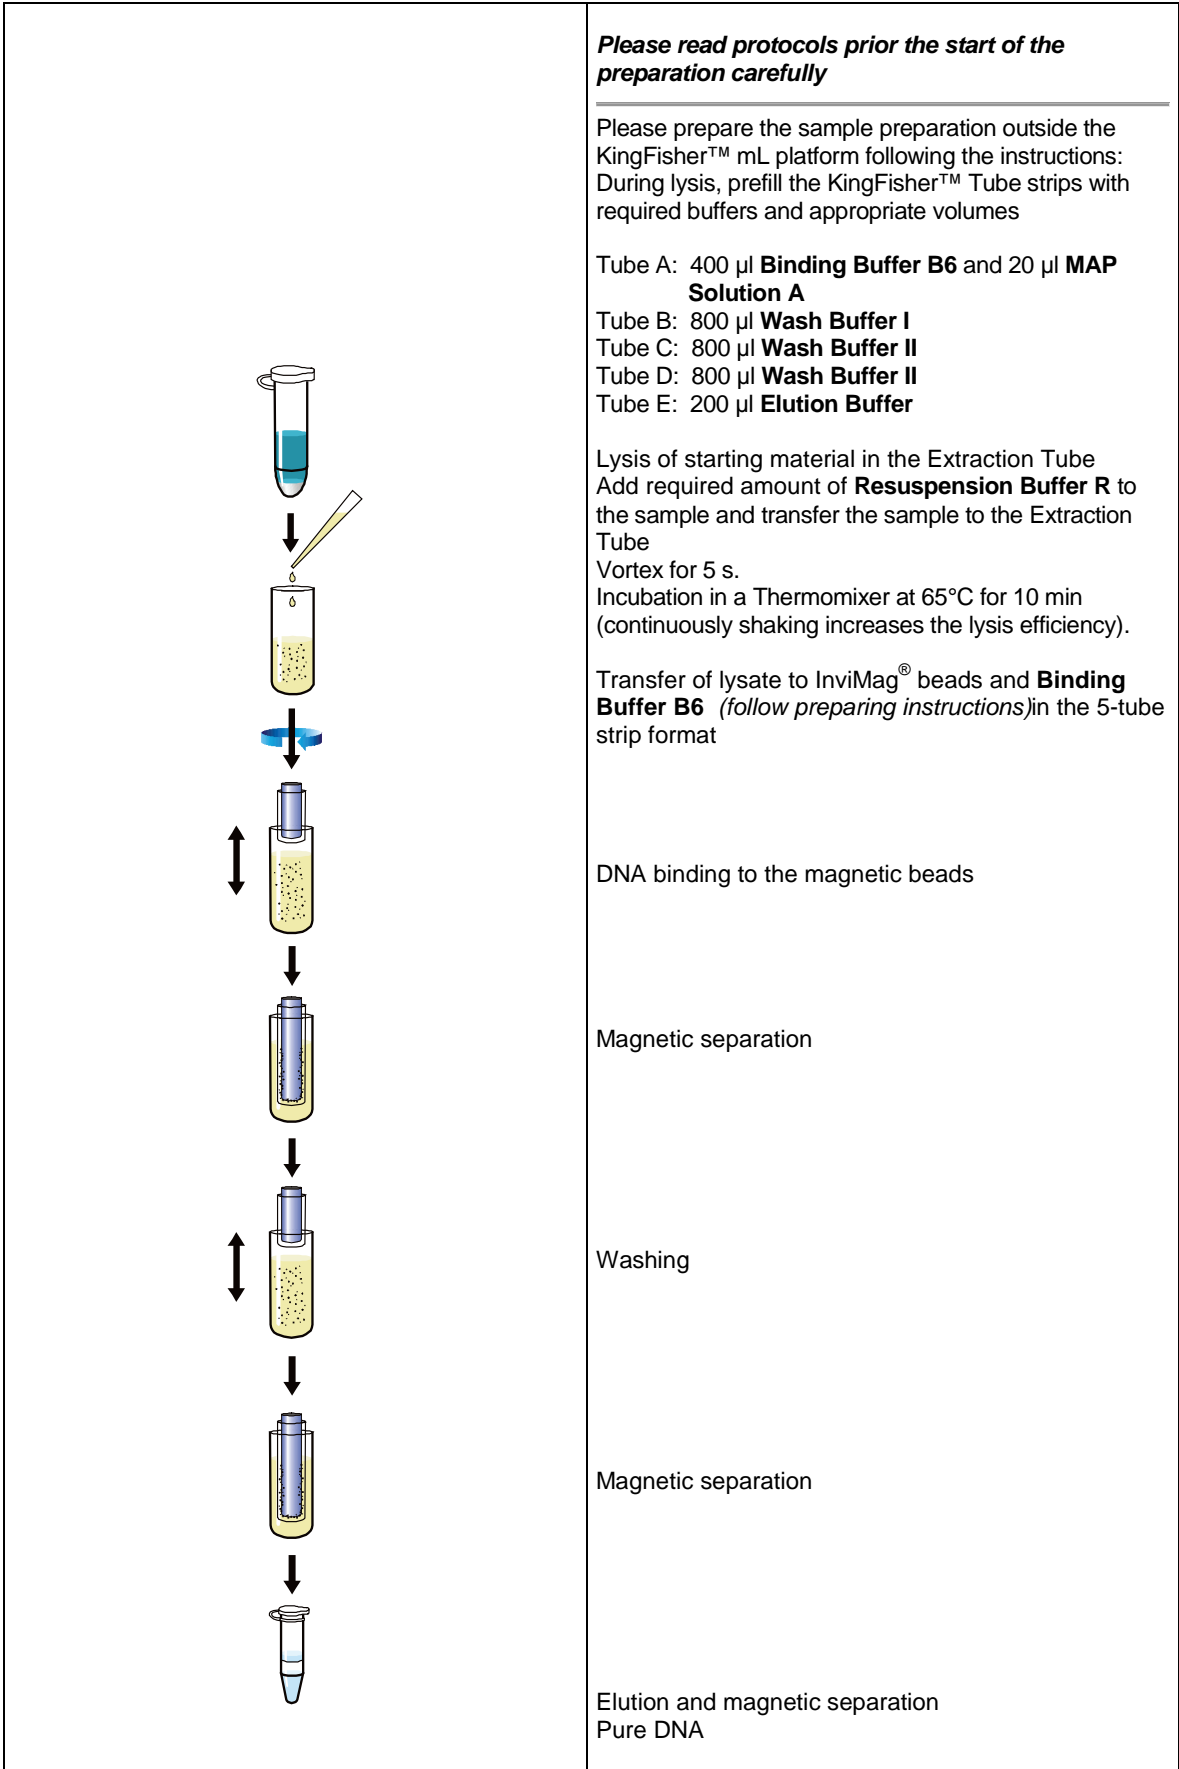 Please read protocols prior the start of the
preparation carefully
Please prepare the sample preparation outside the
KingFisher™ mL platform following the instructions:
During lysis, prefill the KingFisher™ Tube strips with
required buffers and appropriate volumes
Tube A: 400 µl Binding Buffer B6 and 20 µl MAP
Solution A
Tube B: 800 µl Wash Buffer I
Tube C: 800 µl Wash Buffer II
Tube D: 800 µl Wash Buffer II
Tube E: 200 µl Elution Buffer
Lysis of starting material in the Extraction Tube
Add required amount of Resuspension Buffer R to
the sample and transfer the sample to the Extraction
Tube
Vortex for 5 s.
Incubation in a Thermomixer at 65°C for 10 min
(continuously shaking increases the lysis efficiency).
Transfer of lysate to InviMag® beads and Binding
Buffer B6 (follow preparing instructions)in the 5-tube
strip format
DNA binding to the magnetic beads
Magnetic separation
Washing
Magnetic separation
Elution and magnetic separation
Pure DNA